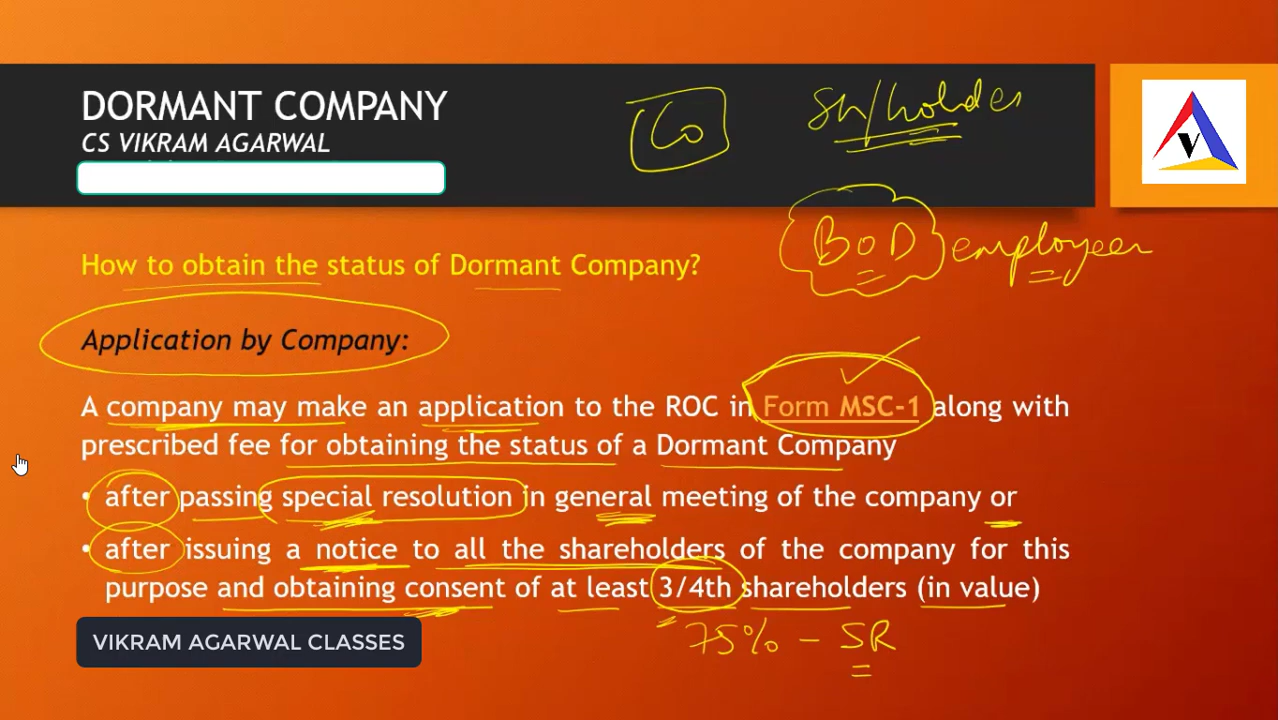 DORMANT COMPANY
CS VIKRAM AGARWAL
Co
Sh/holder
V
BOD employees
How to obtain the status of Dormant Company?
Application by Company:
A company may make an application to the ROC in Form MSC-1 along with
prescribed fee for obtaining the status of a Dormant Company
• after passing special resolution in general meeting of the company or
• after issuing a notice to all the shareholders of the company for this
purpose and obtaining consent of at least 3/4th shareholders (in value)
75% - SR
VIKRAM AGARWAL CLASSES